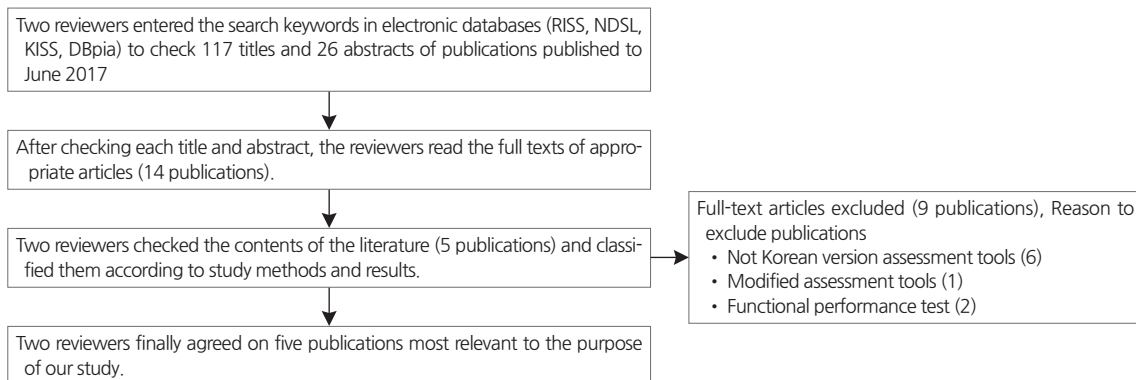 Two reviewers entered the search keywords in electronic databases (RISS, NDSL,
KISS, DBpia) to check 117 titles and 26 abstracts of publications published to
June 2017
After checking each title and abstract, the reviewers read the full texts of appro-
priate articles (14 publications).
Two reviewers checked the contents of the literature (5 publications) and classi-
fied them according to study methods and results.
Full-text articles excluded (9 publications), Reason to
exclude publications
• Not Korean version assessment tools (6)
• Modified assessment tools (1)
• Functional performance test (2)
Two reviewers finally agreed on five publications most relevant to the purpose
of our study.